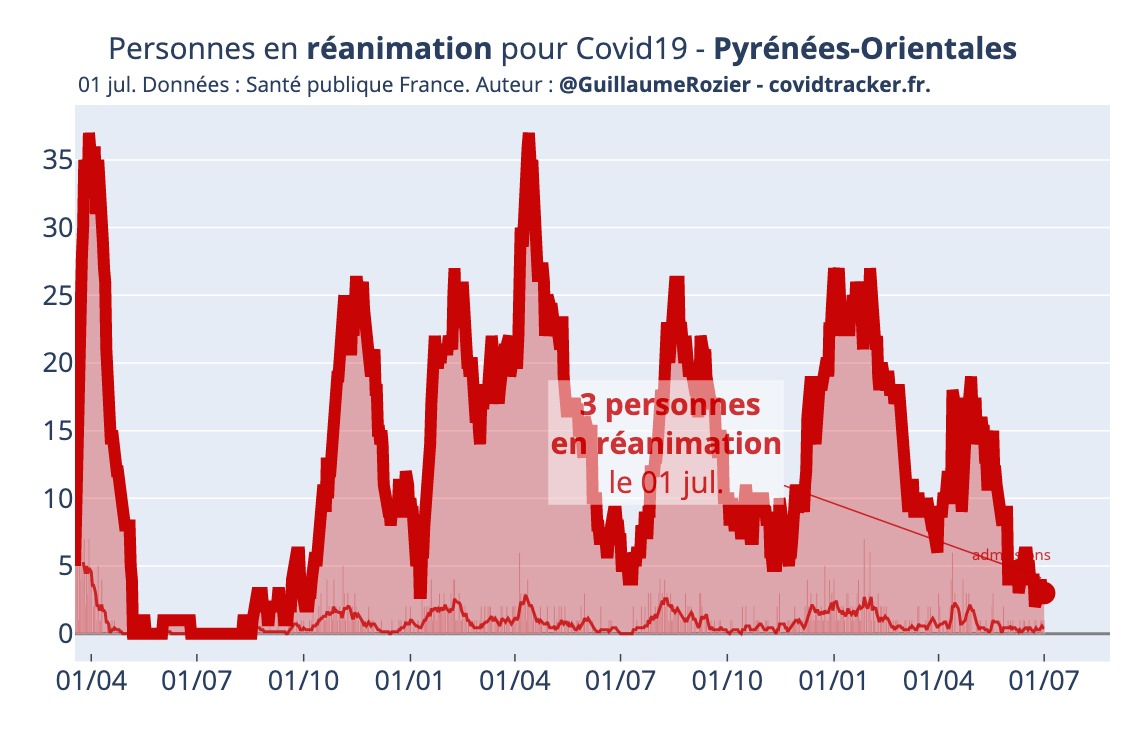 Personnes en réanimation pour Covid19 - Pyrénées-Orientales
01 jul. Données : Santé publique France. Auteur : @GuillaumeRozier - covidtracker.fr.
35
30
25
20
15
10
5
0
3 personnes
en réanimation
le 01 jul.
admissions
01/04 01/07 01/10 01/01 01/04 01/07 01/10 01/01 01/04 01/07